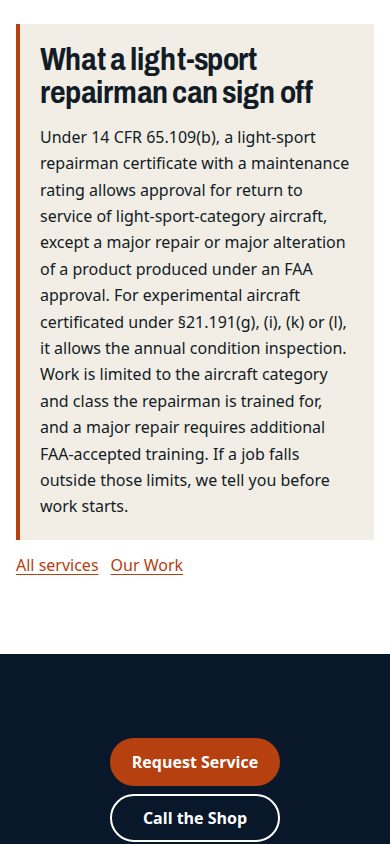 What a light-sport
repairman can sign off
Under 14 CFR 65.109(b), a light-sport
repairman certificate with a maintenance
rating allows approval for return to
service of light-sport-category aircraft,
except a major repair or major alteration
of a product produced under an FAA
approval. For experimental aircraft
certificated under §21.191(g), (i), (k) or (l),
it allows the annual condition inspection.
Work is limited to the aircraft category
and class the repairman is trained for,
and a major repair requires additional
FAA-accepted training. If a job falls
outside those limits, we tell you before
work starts.
All services Our Work
Request Service
Call the Shop